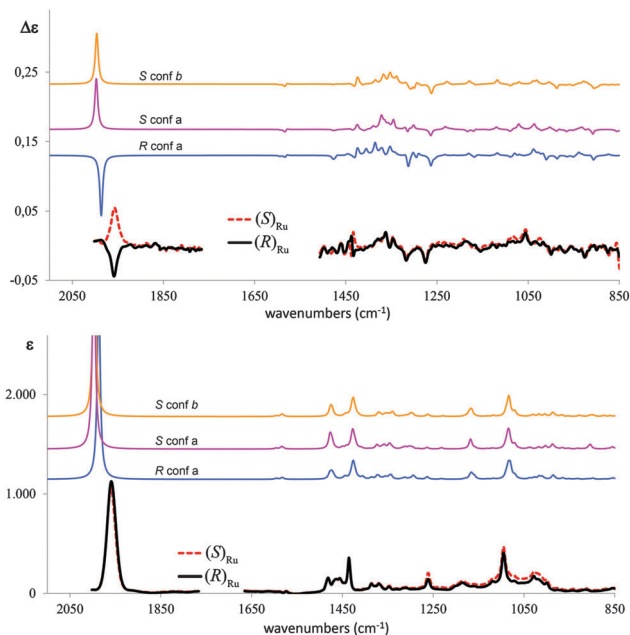 Δε
0,25
S conf b
S conf a
0,15
R conf a
0,05
(S)Ru
(R)Ru
-0,05
2050 1850 1650 1450 1250 1050 850
wavenumbers (cm⁻¹)
ε
2.000
S conf b
S conf a
R conf a
1.000
(S)Ru
(R)Ru
0
2050 1850 1650 1450 1250 1050 850
wavenumbers (cm⁻¹)